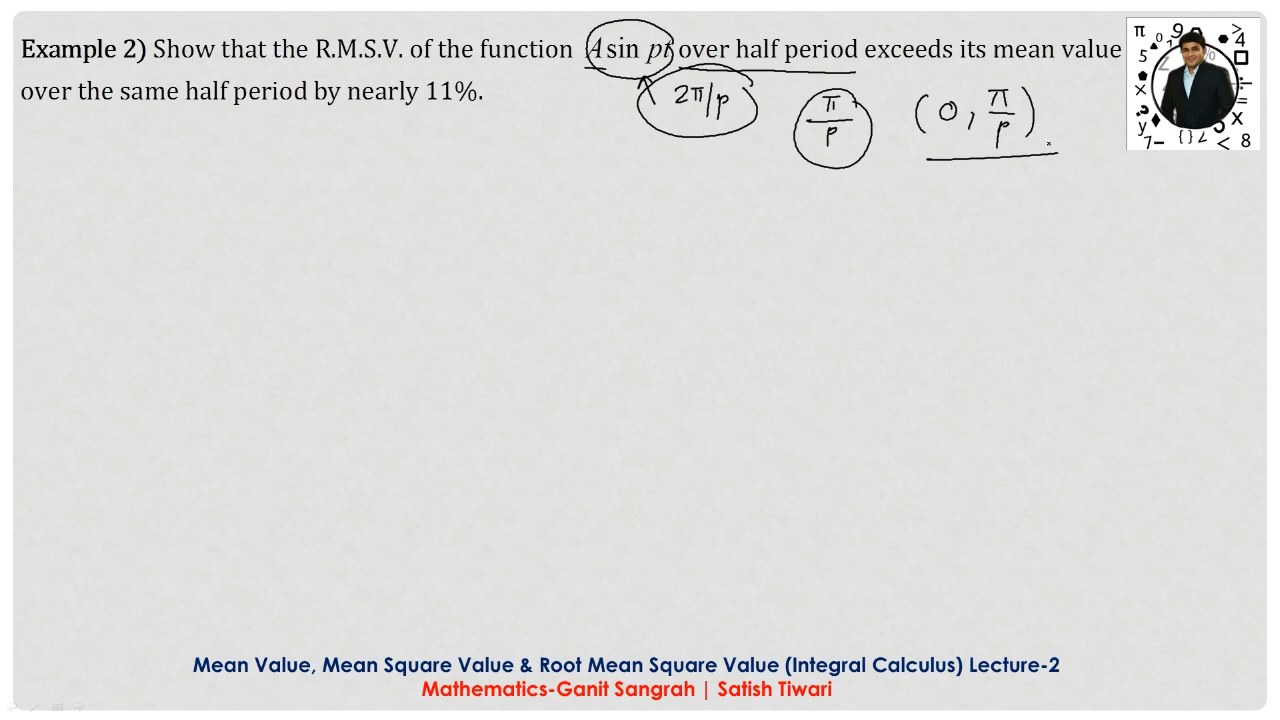 Example 2) Show that the R.M.S.V. of the function A sin pt over half period exceeds its mean value
over the same half period by nearly 11%.
2π/p
π/p
(0, π/p)
Mean Value, Mean Square Value & Root Mean Square Value (Integral Calculus) Lecture-2
Mathematics-Ganit Sangrah | Satish Tiwari